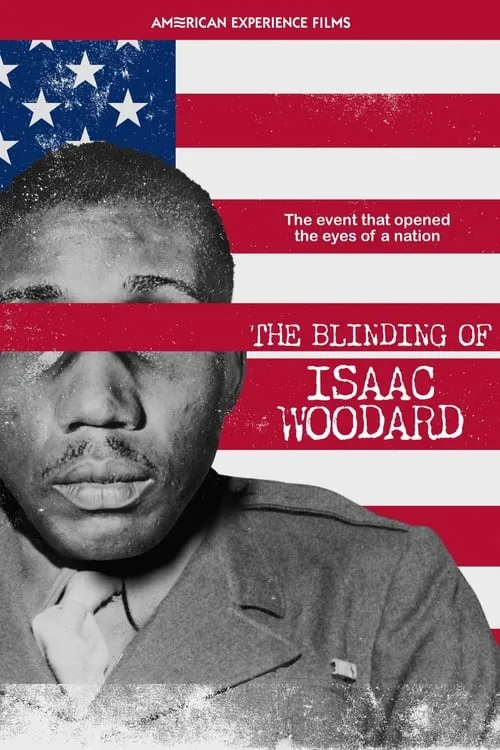 AMERICAN EXPERIENCE FILMS
The event that opened
the eyes of a nation
THE BLINDING OF
ISAAC
WOODARD